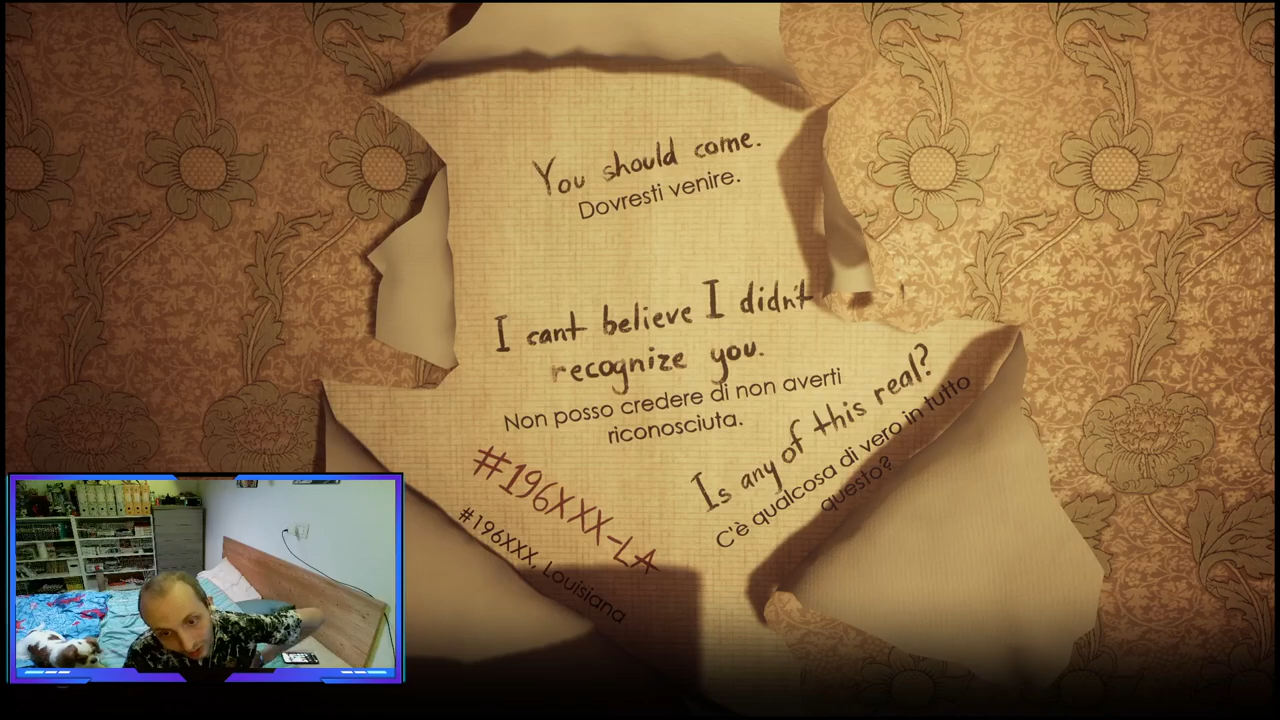 You should come.
Dovresti venire.
I cant believe I didn't
recognize you.
Non posso credere di non averti
riconosciuta.
Is any of this real?
C'è qualcosa di vero in tutto
questo?
#196XXX-LA
#196XXX, Louisiana